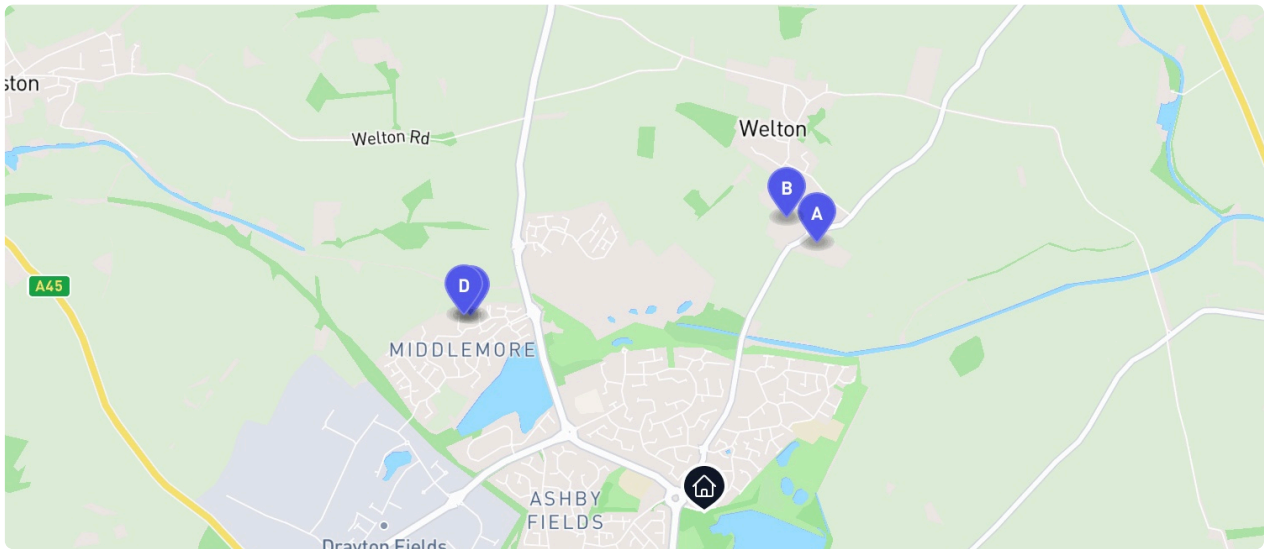 ston
Welton Rd
Welton
B
A
A45
D
MIDDLEMORE
ASHBY
FIELDS
Drayton Fields